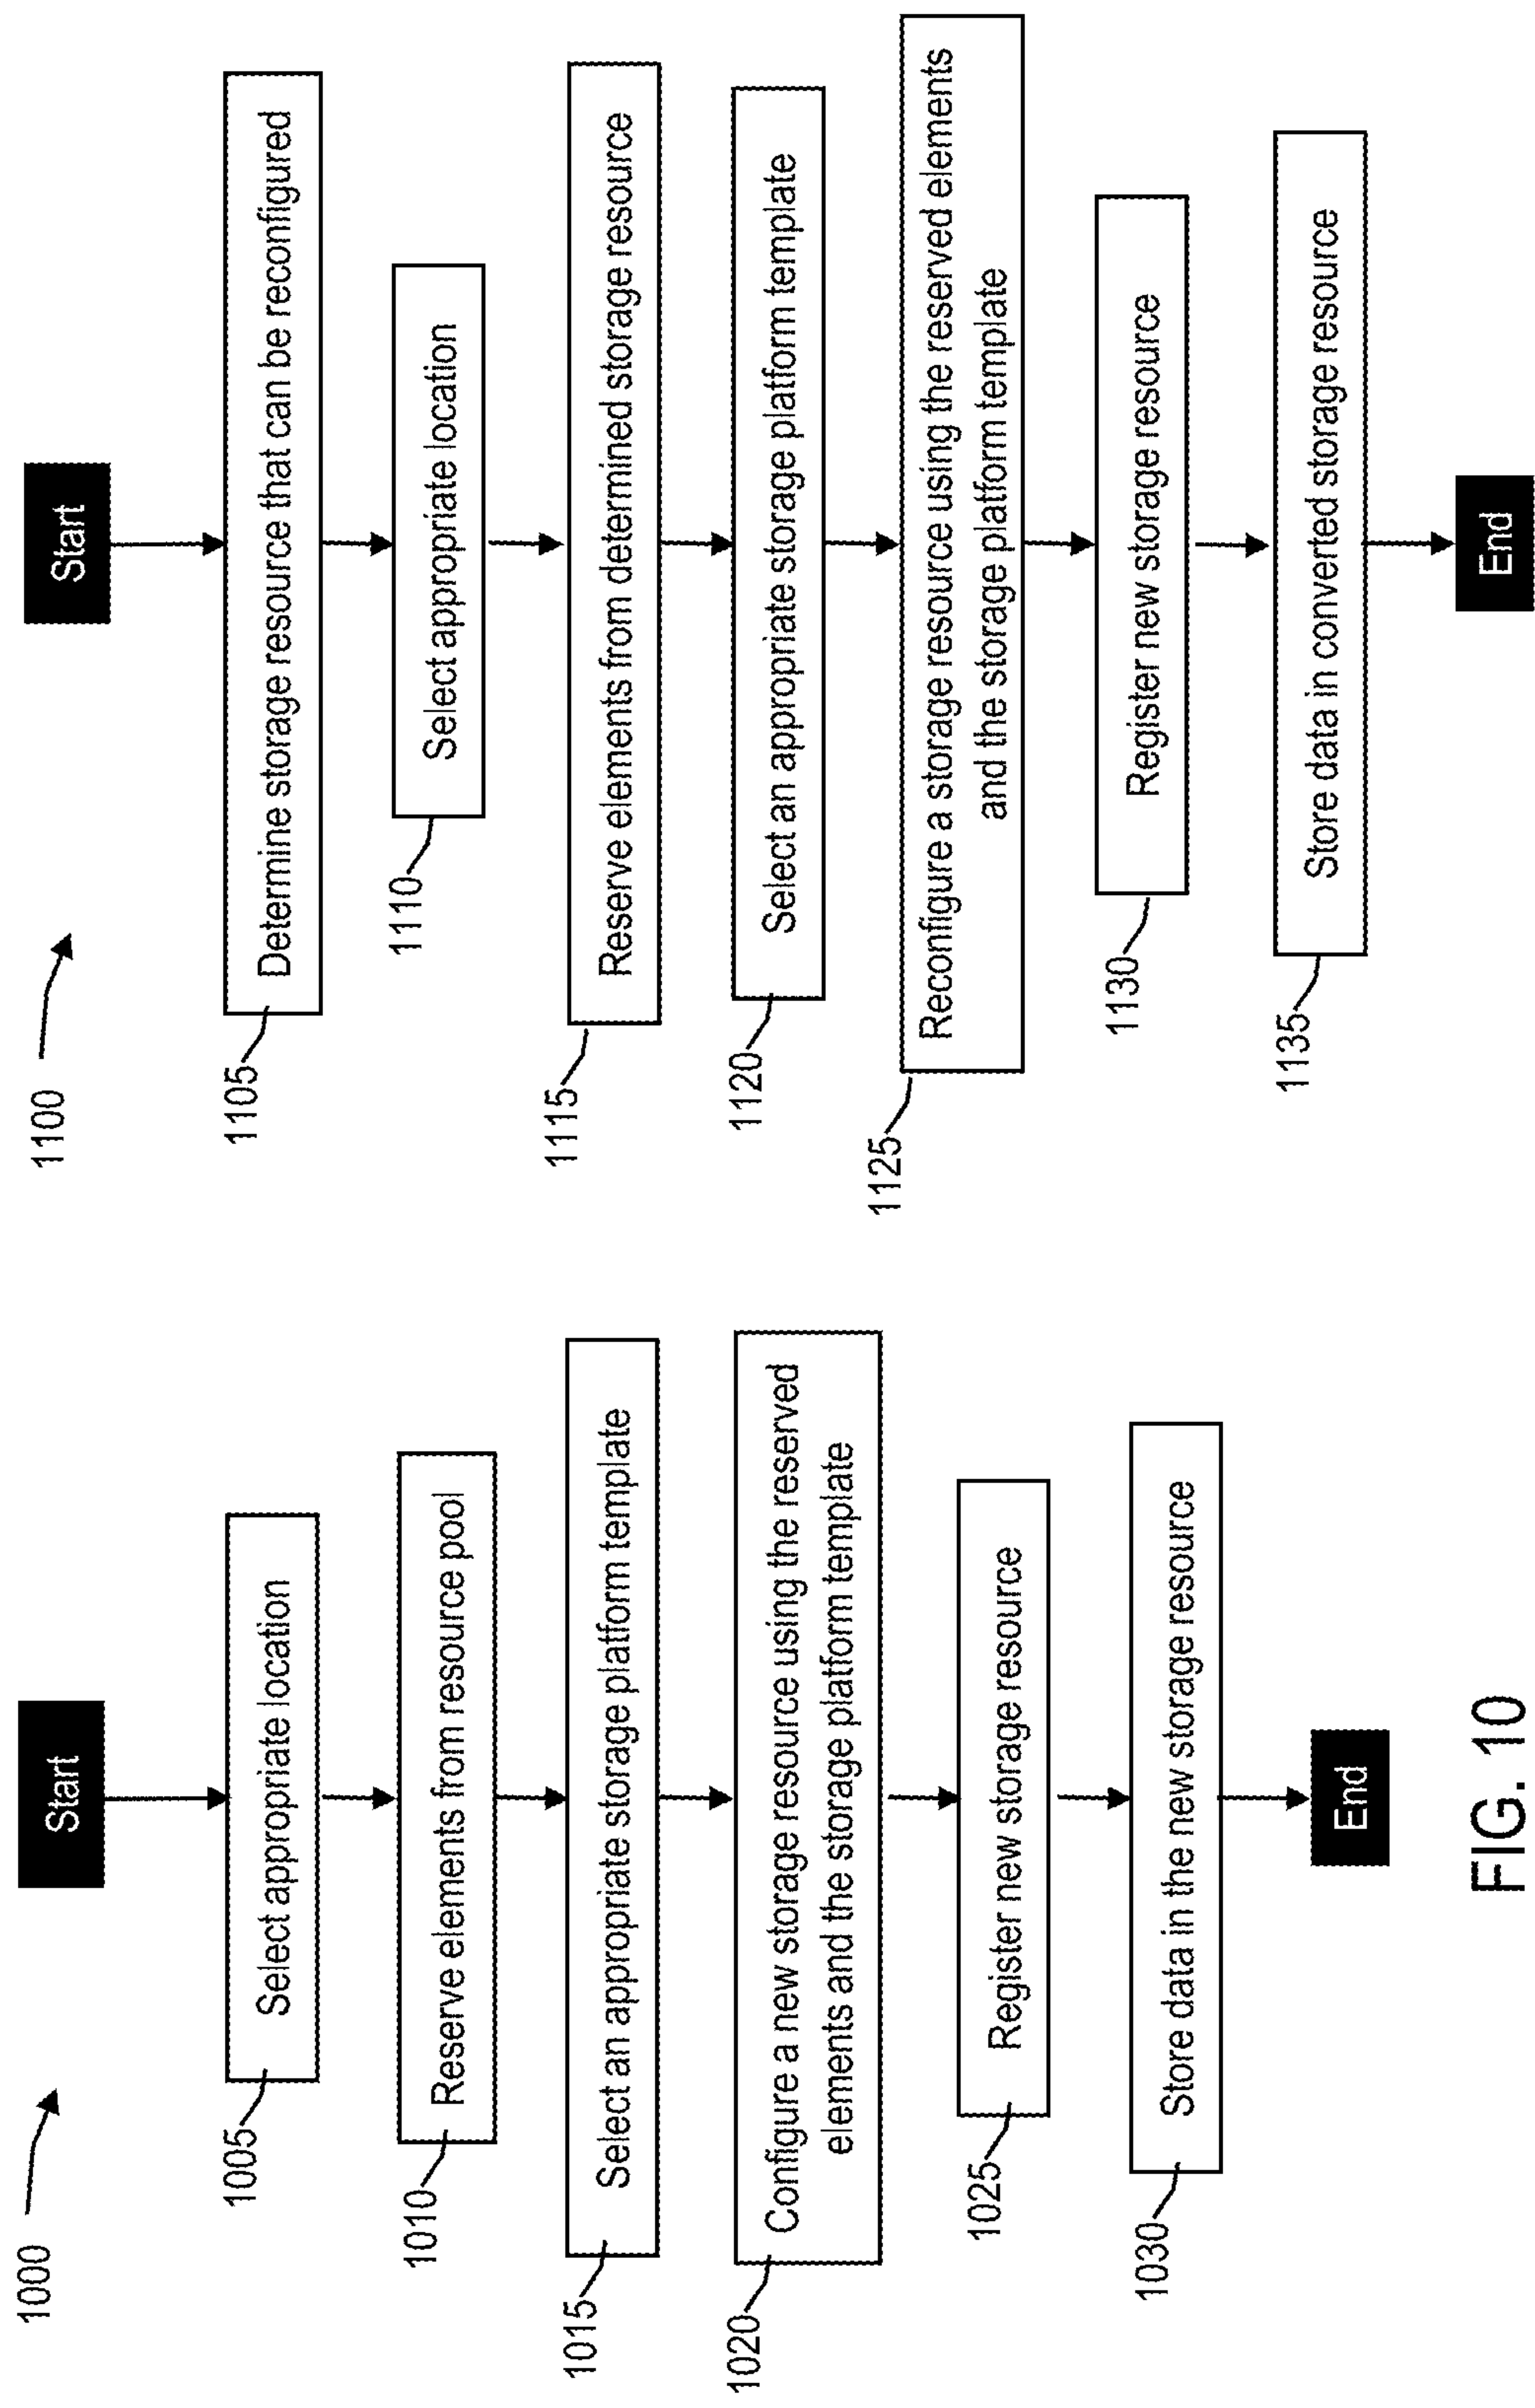 1000
Start
1005
Select appropriate location
1010
Reserve elements from resource pool
1015
Select an appropriate storage platform template
1020
Configure a new storage resource using the reserved
elements and the storage platform template
1025
Register new storage resource
1030
Store data in the new storage resource
End
1100
Start
1105
Determine storage resource that can be reconfigured
1110
Select appropriate location
1115
Reserve elements from determined storage resource
1120
Select an appropriate storage platform template
1125
Reconfigure a storage resource using the reserved elements
and the storage platform template
1130
Register new storage resource
1135
Store data in converted storage resource
End
FIG. 10